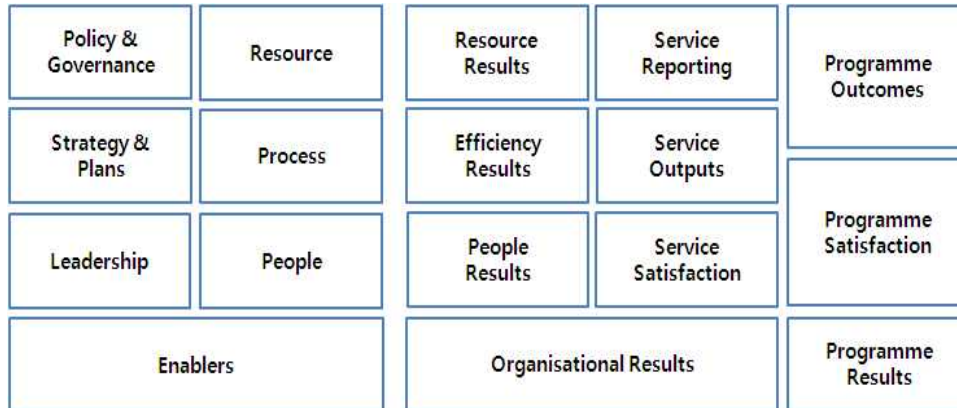 Policy &
Governance
Resource
Resource
Results
Service
Reporting
Programme
Outcomes
Strategy &
Plans
Process
Efficiency
Results
Service
Outputs
Programme
Satisfaction
Leadership
People
People
Results
Service
Satisfaction
Enablers
Organisational Results
Programme
Results